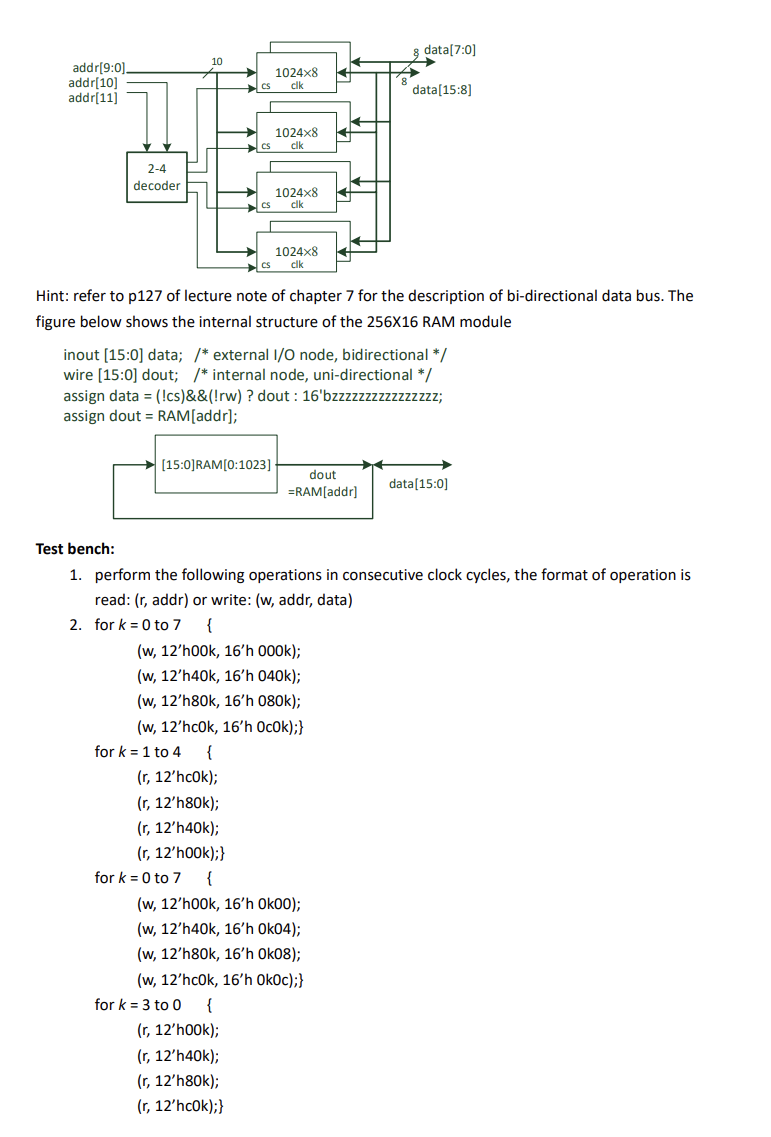 8 data[7:0]
addr[9:0] 10
addr[10] 1024×8 8
addr[11] cs clk data[15:8]
1024×8
cs clk
2-4
decoder
1024×8
cs clk
1024×8
cs clk
Hint: refer to p127 of lecture note of chapter 7 for the description of bi-directional data bus. The
figure below shows the internal structure of the 256X16 RAM module
inout [15:0] data; /* external I/O node, bidirectional */
wire [15:0] dout; /* internal node, uni-directional */
assign data = (!cs)&&(!rw) ? dout : 16'bzzzzzzzzzzzzzzzz;
assign dout = RAM[addr];
[15:0]RAM[0:1023]
dout
=RAM[addr]
data[15:0]
Test bench:
1. perform the following operations in consecutive clock cycles, the format of operation is
read: (r, addr) or write: (w, addr, data)
2. for k = 0 to 7 {
(w, 12'h00k, 16'h 000k);
(w, 12'h40k, 16'h 040k);
(w, 12'h80k, 16'h 080k);
(w, 12'hc0k, 16'h 0c0k);}
for k = 1 to 4 {
(r, 12'hc0k);
(r, 12'h80k);
(r, 12'h40k);
(r, 12'h00k);}
for k = 0 to 7 {
(w, 12'h00k, 16'h 0k00);
(w, 12'h40k, 16'h 0k04);
(w, 12'h80k, 16'h 0k08);
(w, 12'hc0k, 16'h 0k0c);}
for k = 3 to 0 {
(r, 12'h00k);
(r, 12'h40k);
(r, 12'h80k);
(r, 12'hc0k);}